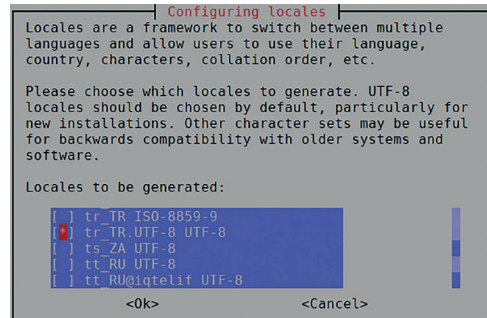 Configuring locales
Locales are a framework to switch between multiple
languages and allow users to use their language,
country, characters, collation order, etc.
Please choose which locales to generate. UTF-8
locales should be chosen by default, particularly for
new installations. Other character sets may be useful
for backwards compatibility with older systems and
software.
Locales to be generated:
[ ] tr_TR ISO-8859-9
[*] tr_TR.UTF-8 UTF-8
[ ] ts_ZA UTF-8
[ ] tt_RU UTF-8
[ ] tt_RU@iqtelif UTF-8
<Ok> <Cancel>